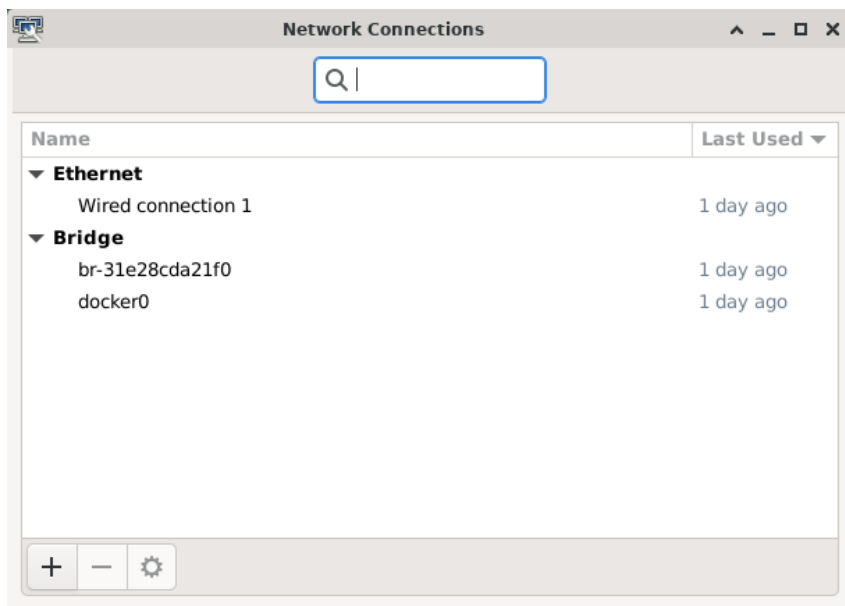 Network Connections
Name Last Used
Ethernet
Wired connection 1 1 day ago
Bridge
br-31e28cda21f0 1 day ago
docker0 1 day ago